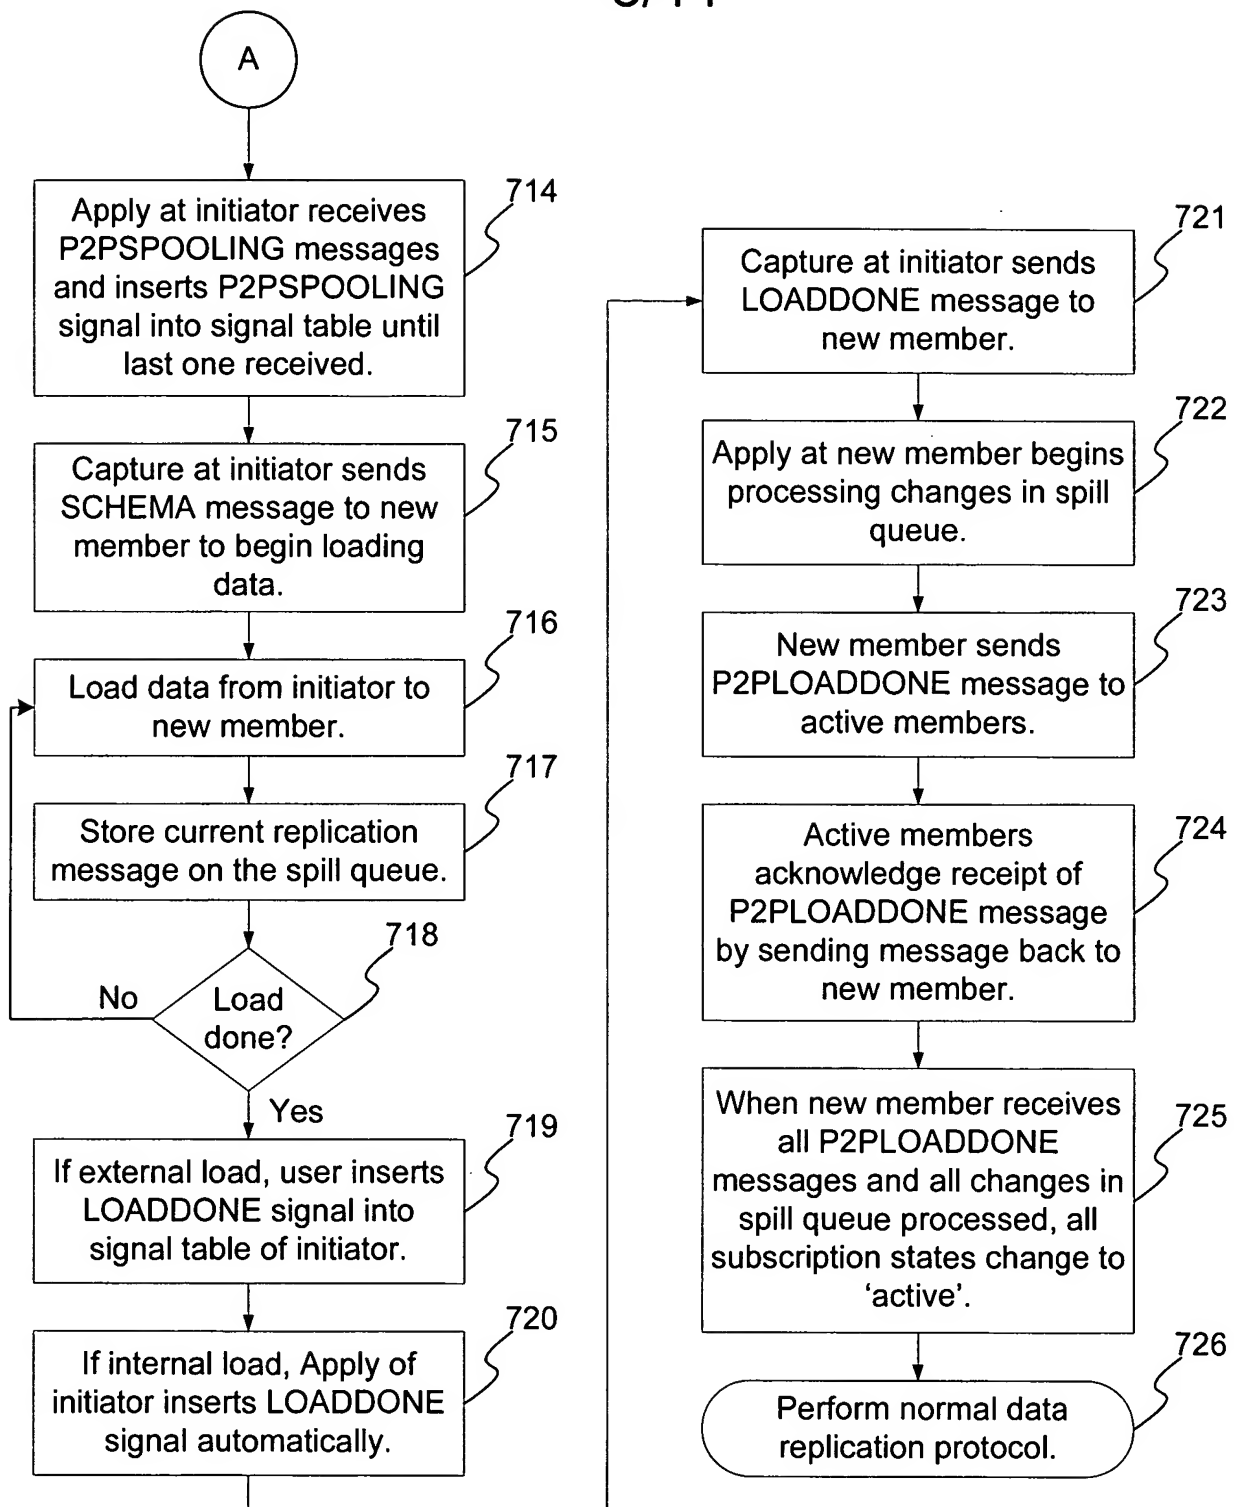 A
714
Apply at initiator receives
P2PSPOOLING messages
and inserts P2PSPOOLING
signal into signal table until
last one received.
715
Capture at initiator sends
SCHEMA message to new
member to begin loading
data.
716
Load data from initiator to
new member.
717
Store current replication
message on the spill queue.
718
Load
done?
No
Yes
719
If external load, user inserts
LOADDONE signal into
signal table of initiator.
720
If internal load, Apply of
initiator inserts LOADDONE
signal automatically.
721
Capture at initiator sends
LOADDONE message to
new member.
722
Apply at new member begins
processing changes in spill
queue.
723
New member sends
P2PLOADDONE message to
active members.
724
Active members
acknowledge receipt of
P2PLOADDONE message
by sending message back to
new member.
725
When new member receives
all P2PLOADDONE
messages and all changes in
spill queue processed, all
subscription states change to
‘active’.
726
Perform normal data
replication protocol.